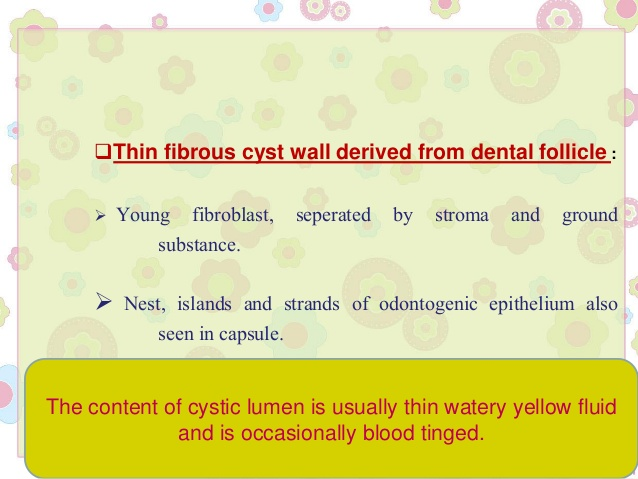 ❑Thin fibrous cyst wall derived from dental follicle :
➢ Young fibroblast, seperated by stroma and ground
substance.
➢ Nest, islands and strands of odontogenic epithelium also
seen in capsule.
The content of cystic lumen is usually thin watery yellow fluid
and is occasionally blood tinged.